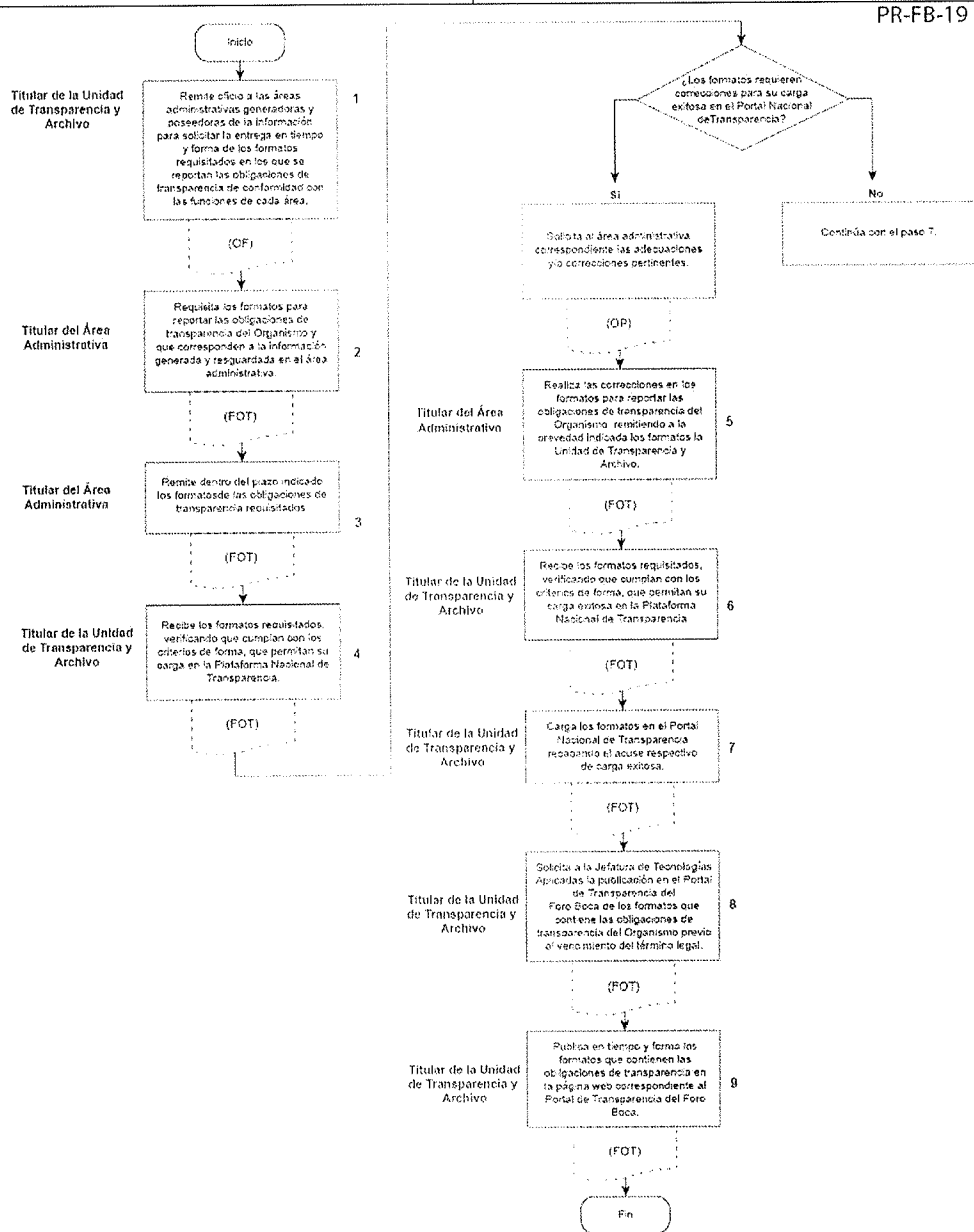 PR-FB-19
Inicio
Titular de la Unidad
de Transparencia y
Archivo
Remite oficio a las áreas
administrativas generadoras y
poseedoras de la información
para solicitar la entrega en tiempo
y forma de los formatos
requisitados en los que se
reportan las obligaciones de
transparencia de conformidad con
las funciones de cada área.
1
(OF)
Titular del Área
Administrativa
Requisita los formatos para
reportar las obligaciones de
transparencia del Organismo y
que corresponden a la información
generada y resguardada en el área
administrativa.
2
(FOT)
Titular del Área
Administrativa
Remite dentro del plazo indicado
los formatosde las obligaciones de
transparencia requisitados
3
(FOT)
Titular de la Unidad
de Transparencia y
Archivo
Recibe los formatos requisitados,
verificando que cumplan con los
criterios de forma, que permitan su
carga en la Plataforma Nacional de
Transparencia.
4
(FOT)
¿Los formatos requieren
correcciones para su carga
exitosa en el Portal Nacional
deTransparencia?
Si
No
Solicita al área administrativa
correspondiente las adecuaciones
y/o correcciones pertinentes.
Continúa con el paso 7.
(OP)
Titular del Área
Administrativo
Realiza las correcciones en los
formatos para reportar las
obligaciones de transparencia del
Organismo remitiendo a la
brevedad indicada los formatos la
Unidad de Transparencia y
Archivo.
5
(FOT)
Titular de la Unidad
de Transparencia y
Archivo
Recibe los formatos requisitados,
verificando que cumplan con los
criterios de forma, que permitan su
carga exitosa en la Plataforma
Nacional de Transparencia
6
(FOT)
Titular de la Unidad
de Transparencia y
Archivo
Carga los formatos en el Portal
Nacional de Transparencia
recabando el acuse respectivo
de carga exitosa.
7
(FOT)
Titular de la Unidad
de Transparencia y
Archivo
Solicita a la Jefatura de Tecnologías
Aplicadas la publicación en el Portal
de Transparencia del
Foro Boca de los formatos que
contiene las obligaciones de
transparencia del Organismo previo
al vencimiento del término legal.
8
(FOT)
Titular de la Unidad
de Transparencia y
Archivo
Publica en tiempo y forma los
formatos que contienen las
obligaciones de transparencia en
la página web correspondiente al
Portal de Transparencia del Foro
Boca.
9
(FOT)
Fin